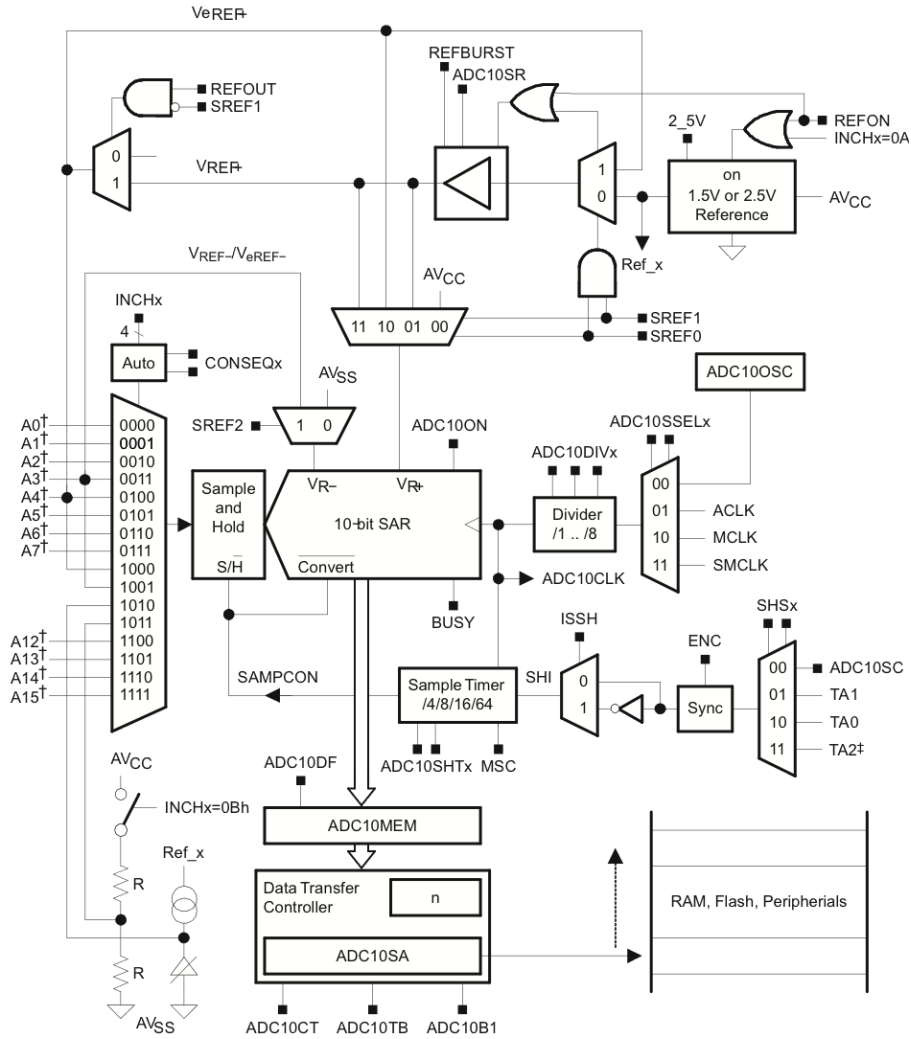 VeREF+
REFBURST
ADC10SR
REFOUT
SREF1
2_5V
REFON
INCHx=0A
0
1
VREF+
1
0
on
1.5V or 2.5V
Reference
AVCC
VREF−/VeREF−
Ref_x
AVCC
INCHx
4
11 10 01 00
SREF1
SREF0
Auto
CONSEQx
AVSS
ADC10OSC
SREF2
1 0
ADC10ON
ADC10SSELx
A0†
A1†
A2†
A3†
A4†
A5†
A6†
A7†
A12†
A13†
A14†
A15†
0000
0001
0010
0011
0100
0101
0110
0111
1000
1001
1010
1011
1100
1101
1110
1111
Sample
and
Hold
S/H
VR−
VR+
10−bit SAR
Convert
ADC10DIVx
Divider
/1 .. /8
00
01
10
11
ACLK
MCLK
SMCLK
ADC10CLK
BUSY
ISSH
ENC
SHSx
SAMPCON
Sample Timer
/4/8/16/64
SHI
0
1
Sync
00
01
10
11
ADC10SC
TA1
TA0
TA2‡
ADC10SHTx
MSC
AVCC
ADC10DF
INCHx=0Bh
ADC10MEM
Ref_x
R
Data Transfer
Controller
n
RAM, Flash, Peripherials
ADC10SA
R
AVSS
ADC10CT
ADC10TB
ADC10B1